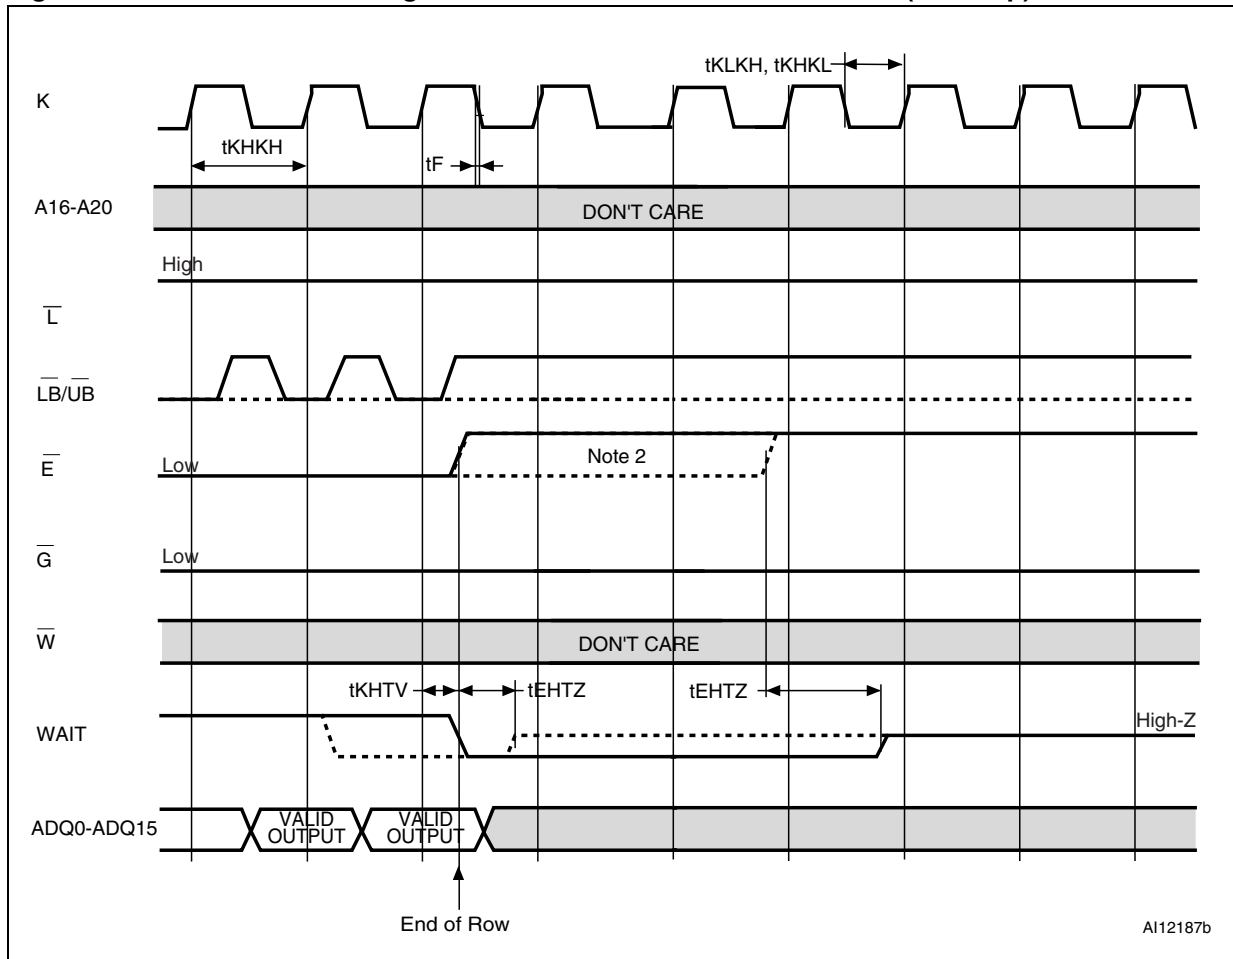 tKLKH, tKHKL
K
tKHKH
tF
A16-A20
DON'T CARE
High
L
LB/UB
E
Low
Note 2
G
Low
W
DON'T CARE
tKHTV
tEHTZ
tEHTZ
WAIT
High-Z
ADQ0-ADQ15
VALID
OUTPUT
VALID
OUTPUT
End of Row
AI12187b